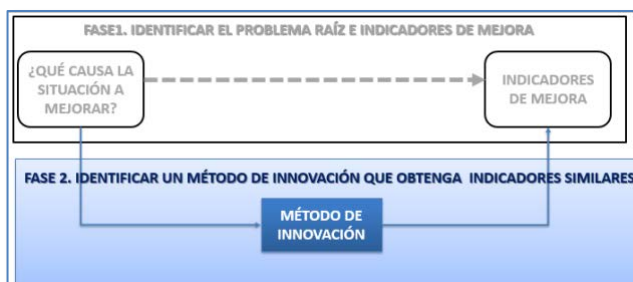 FASE1. IDENTIFICAR EL PROBLEMA RAÍZ E INDICADORES DE MEJORA
¿QUÉ CAUSA LA
SITUACIÓN A
MEJORAR?
INDICADORES
DE MEJORA
FASE 2. IDENTIFICAR UN MÉTODO DE INNOVACIÓN QUE OBTENGA INDICADORES SIMILARES
MÉTODO DE
INNOVACIÓN